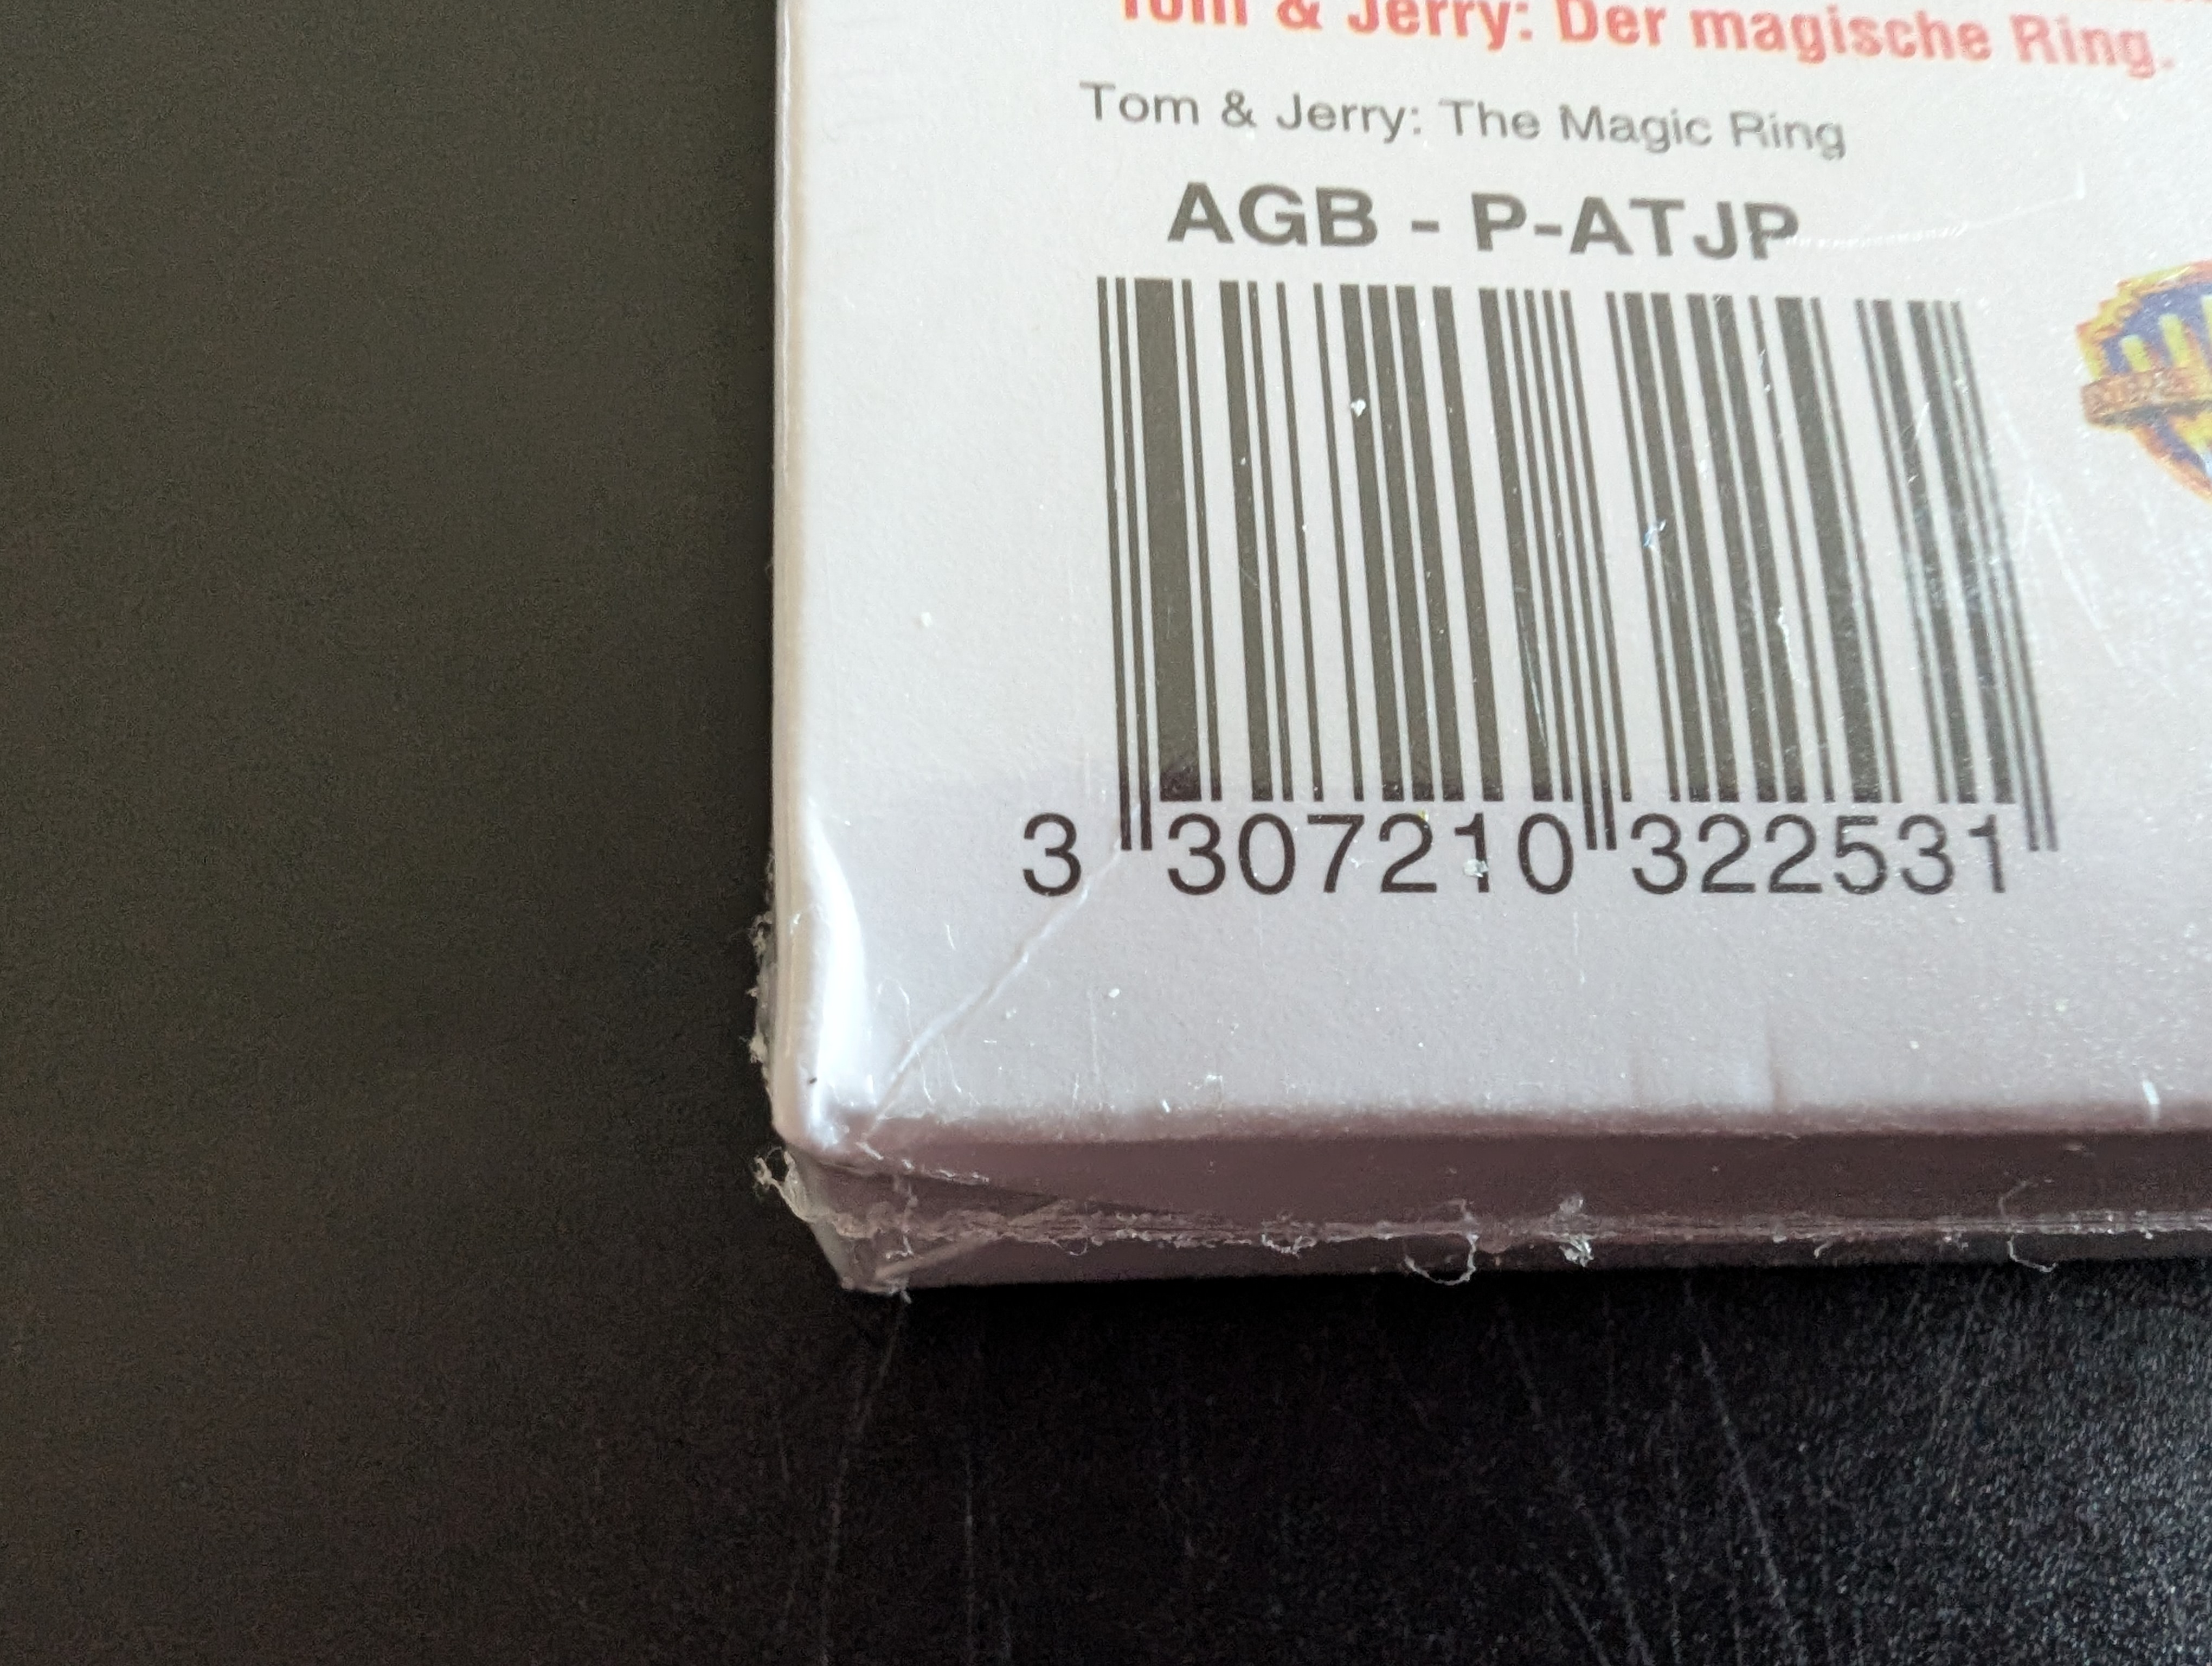 Tom & Jerry: Der magische Ring.
Tom & Jerry: The Magic Ring
AGB - P-ATJP
3 307210 322531